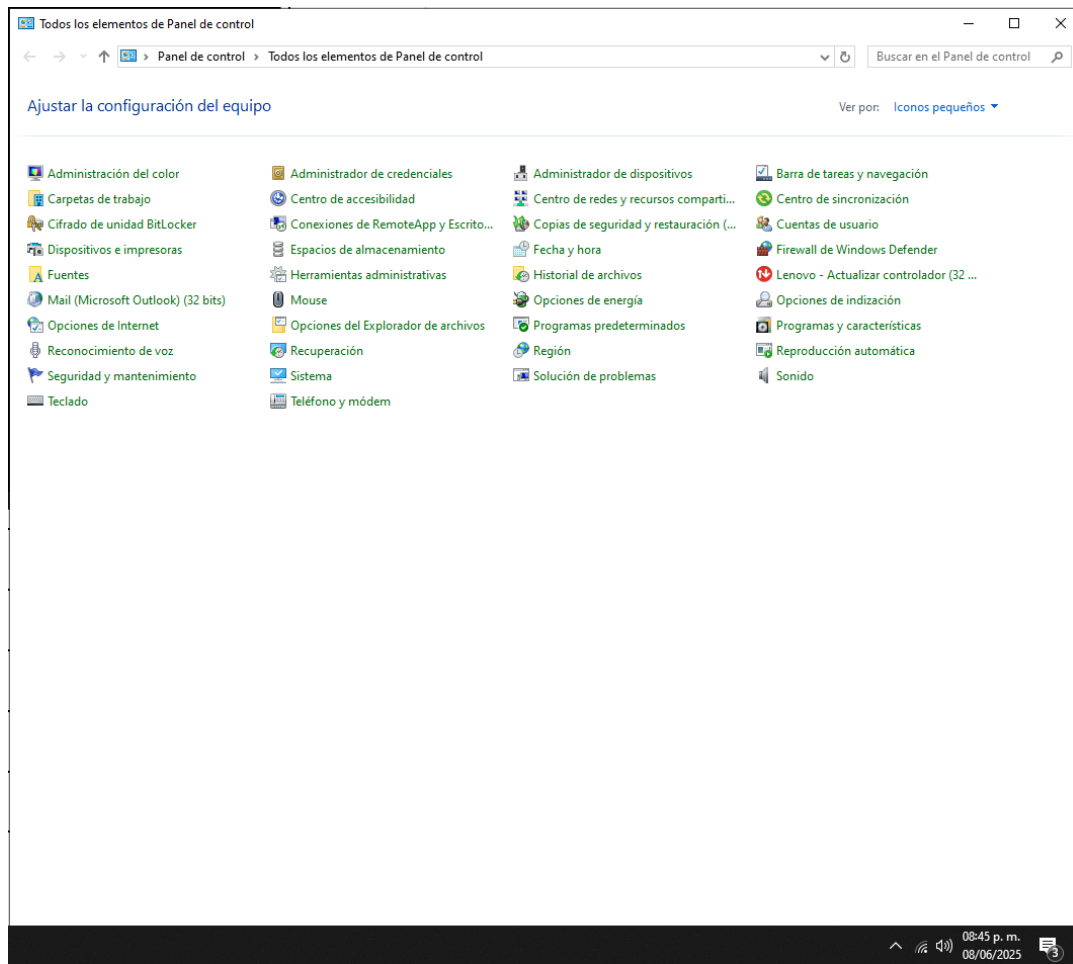 Todos los elementos de Panel de control
Panel de control > Todos los elementos de Panel de control
Buscar en el Panel de control
Ajustar la configuración del equipo
Ver por: Iconos pequeños
Administración del color Administrador de credenciales Administrador de dispositivos Barra de tareas y navegación
Carpetas de trabajo Centro de accesibilidad Centro de redes y recursos comparti... Centro de sincronización
Cifrado de unidad BitLocker Conexiones de RemoteApp y Escrito... Copias de seguridad y restauración (... Cuentas de usuario
Dispositivos e impresoras Espacios de almacenamiento Fecha y hora Firewall de Windows Defender
Fuentes Herramientas administrativas Historial de archivos Lenovo - Actualizar controlador (32 ...
Mail (Microsoft Outlook) (32 bits) Mouse Opciones de energía Opciones de indización
Opciones de Internet Opciones del Explorador de archivos Programas predeterminados Programas y características
Reconocimiento de voz Recuperación Región Reproducción automática
Seguridad y mantenimiento Sistema Solución de problemas Sonido
Teclado Teléfono y módem
08:45 p. m.
08/06/2025
3